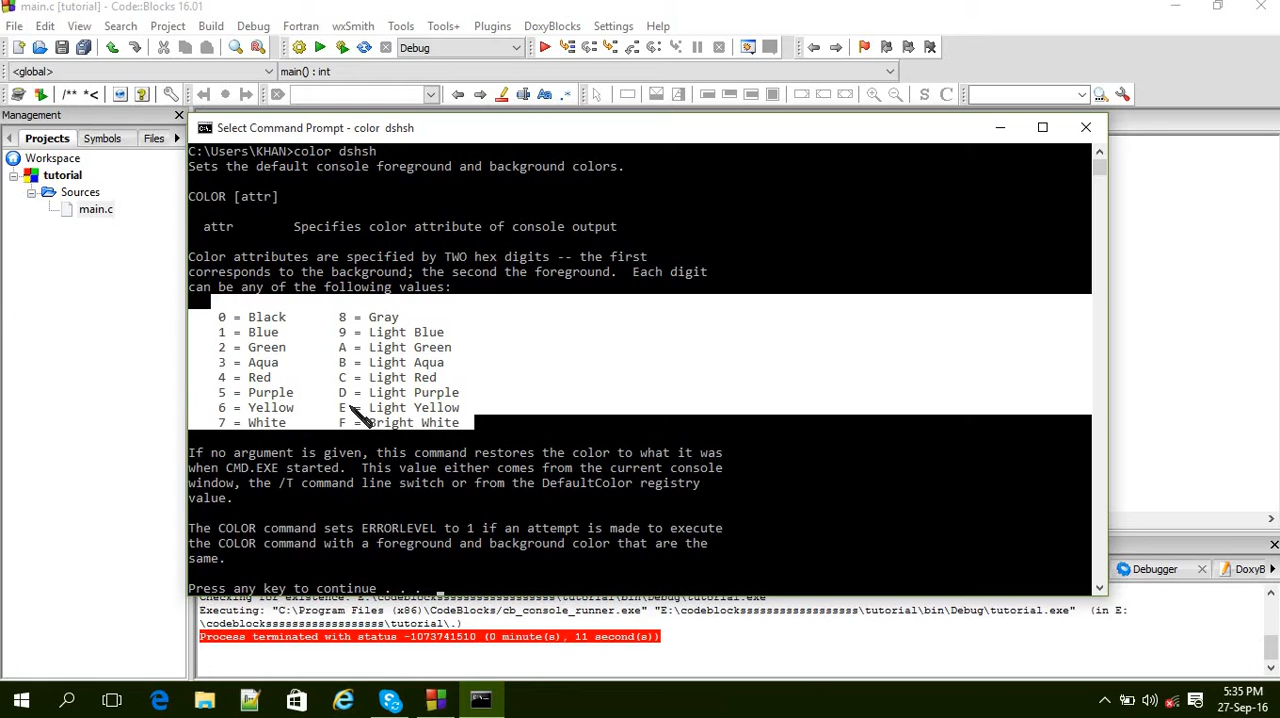 main.c [tutorial] - Code::Blocks 16.01
File Edit View Search Project Build Debug Fortran wxSmith Tools Tools+ Plugins DoxyBlocks Settings Help
Debug
<global> main() : int
/** *<
Management
Projects Symbols Files
Workspace
tutorial
Sources
main.c
Select Command Prompt - color dshsh
C:\Users\KHAN>color dshsh
Sets the default console foreground and background colors.
COLOR [attr]
attr Specifies color attribute of console output
Color attributes are specified by TWO hex digits -- the first
corresponds to the background; the second the foreground. Each digit
can be any of the following values:
0 = Black 8 = Gray
1 = Blue 9 = Light Blue
2 = Green A = Light Green
3 = Aqua B = Light Aqua
4 = Red C = Light Red
5 = Purple D = Light Purple
6 = Yellow E = Light Yellow
7 = White F = Bright White
If no argument is given, this command restores the color to what it was
when CMD.EXE started. This value either comes from the current console
window, the /T command line switch or from the DefaultColor registry
value.
The COLOR command sets ERRORLEVEL to 1 if an attempt is made to execute
the COLOR command with a foreground and background color that are the
same.
Press any key to continue . . .
Debugger DoxyB
Executing: "C:\Program Files (x86)\CodeBlocks/cb_console_runner.exe" "E:\codeblocksssssssssssssssssss\tutorial\bin\Debug\tutorial.exe" (in E:
\codeblocksssssssssssssssssss\tutorial\.)
Process terminated with status -1073741510 (0 minute(s), 11 second(s))
5:35 PM
27-Sep-16